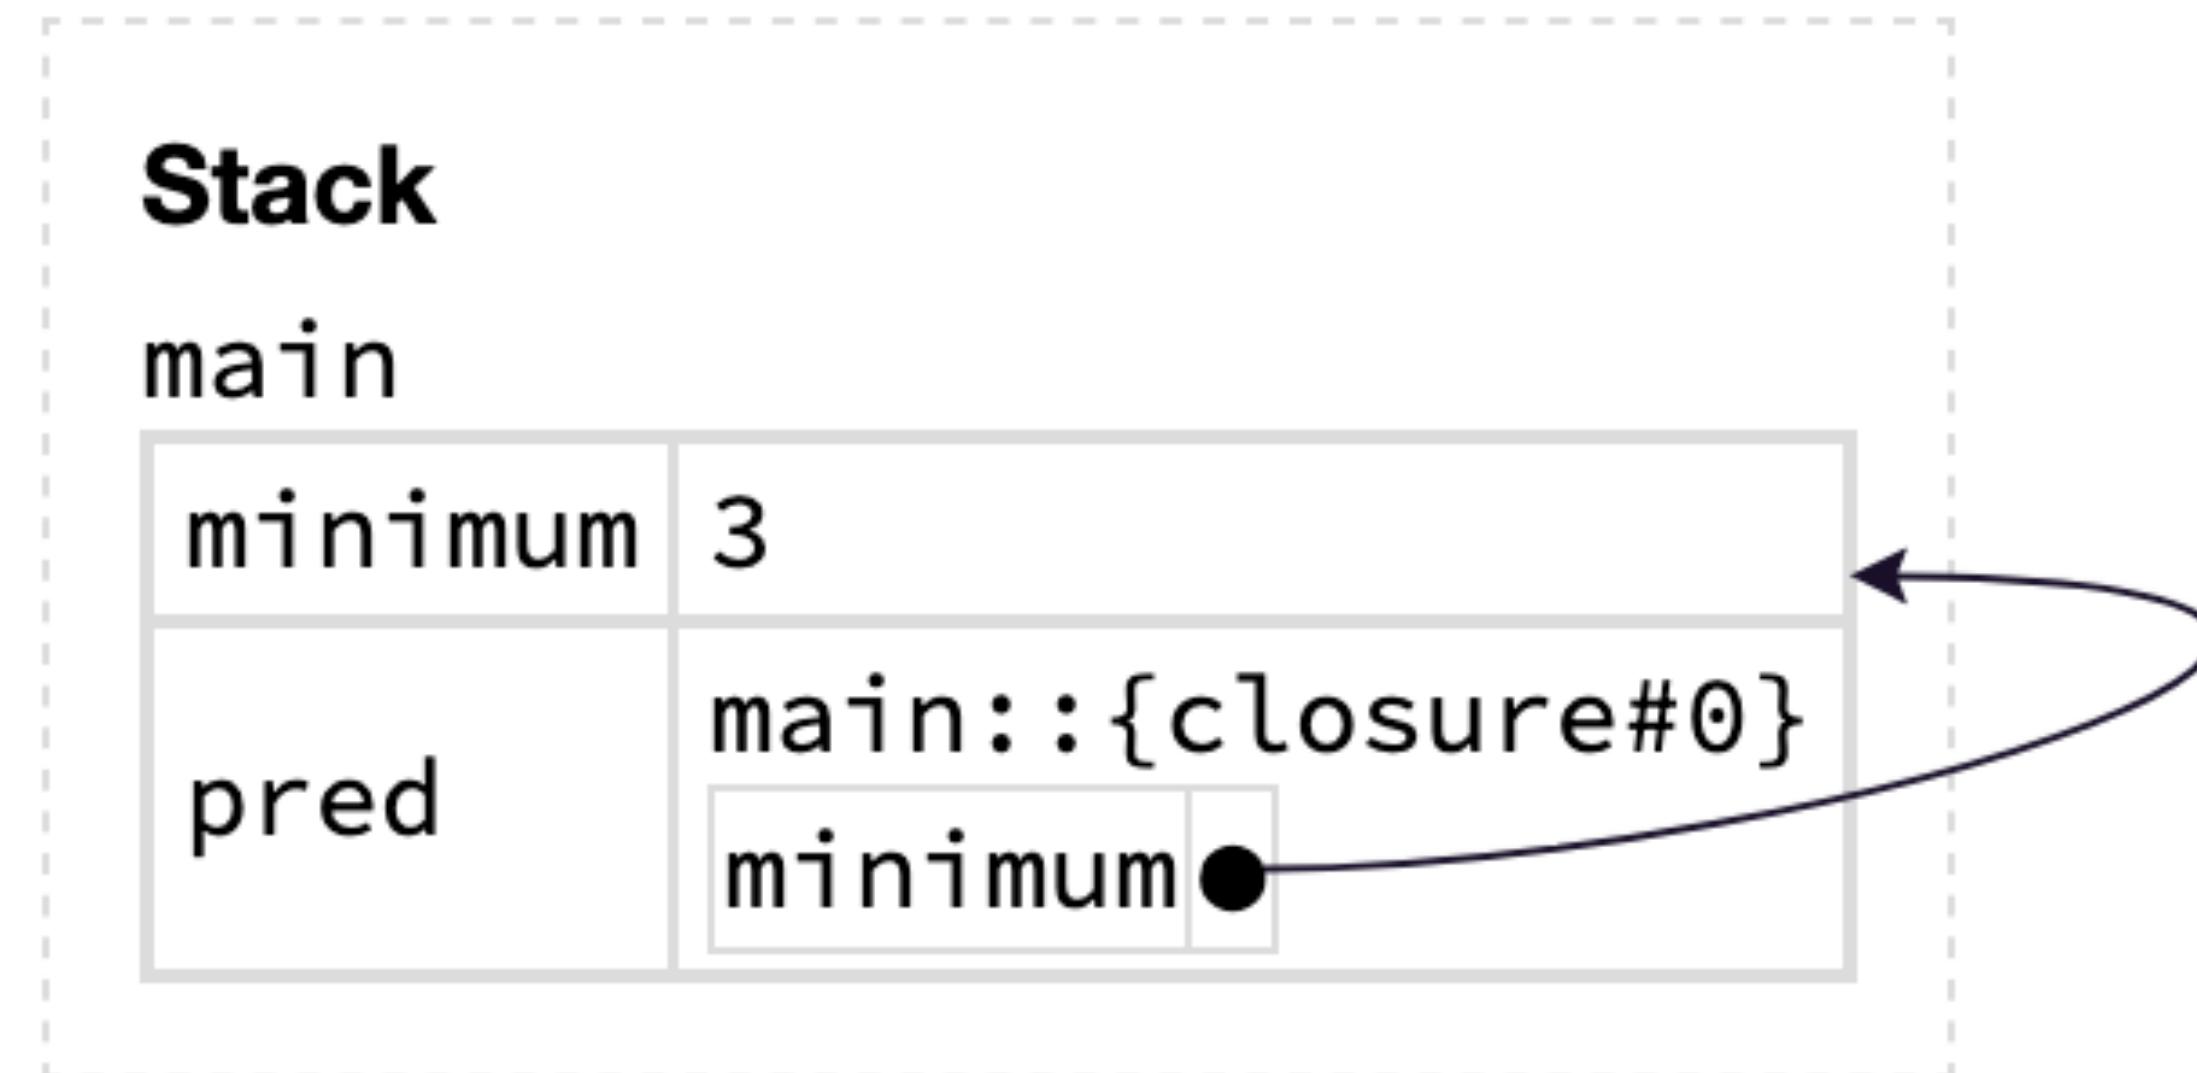 Stack
main
minimum 3
pred
main::{closure#0}
minimum